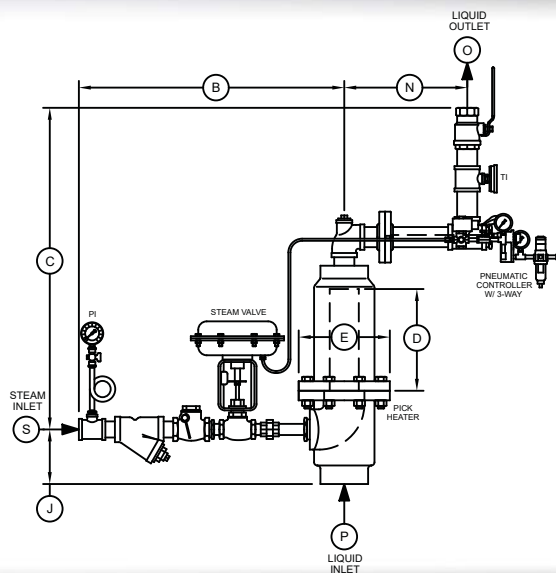 LIQUID
OUTLET
O
B
N
TI
C
PNEUMATIC
CONTROLLER
W/ 3-WAY
STEAM VALVE
PI
E
D
STEAM
INLET
S
PICK
HEATER
J
P
LIQUID
INLET